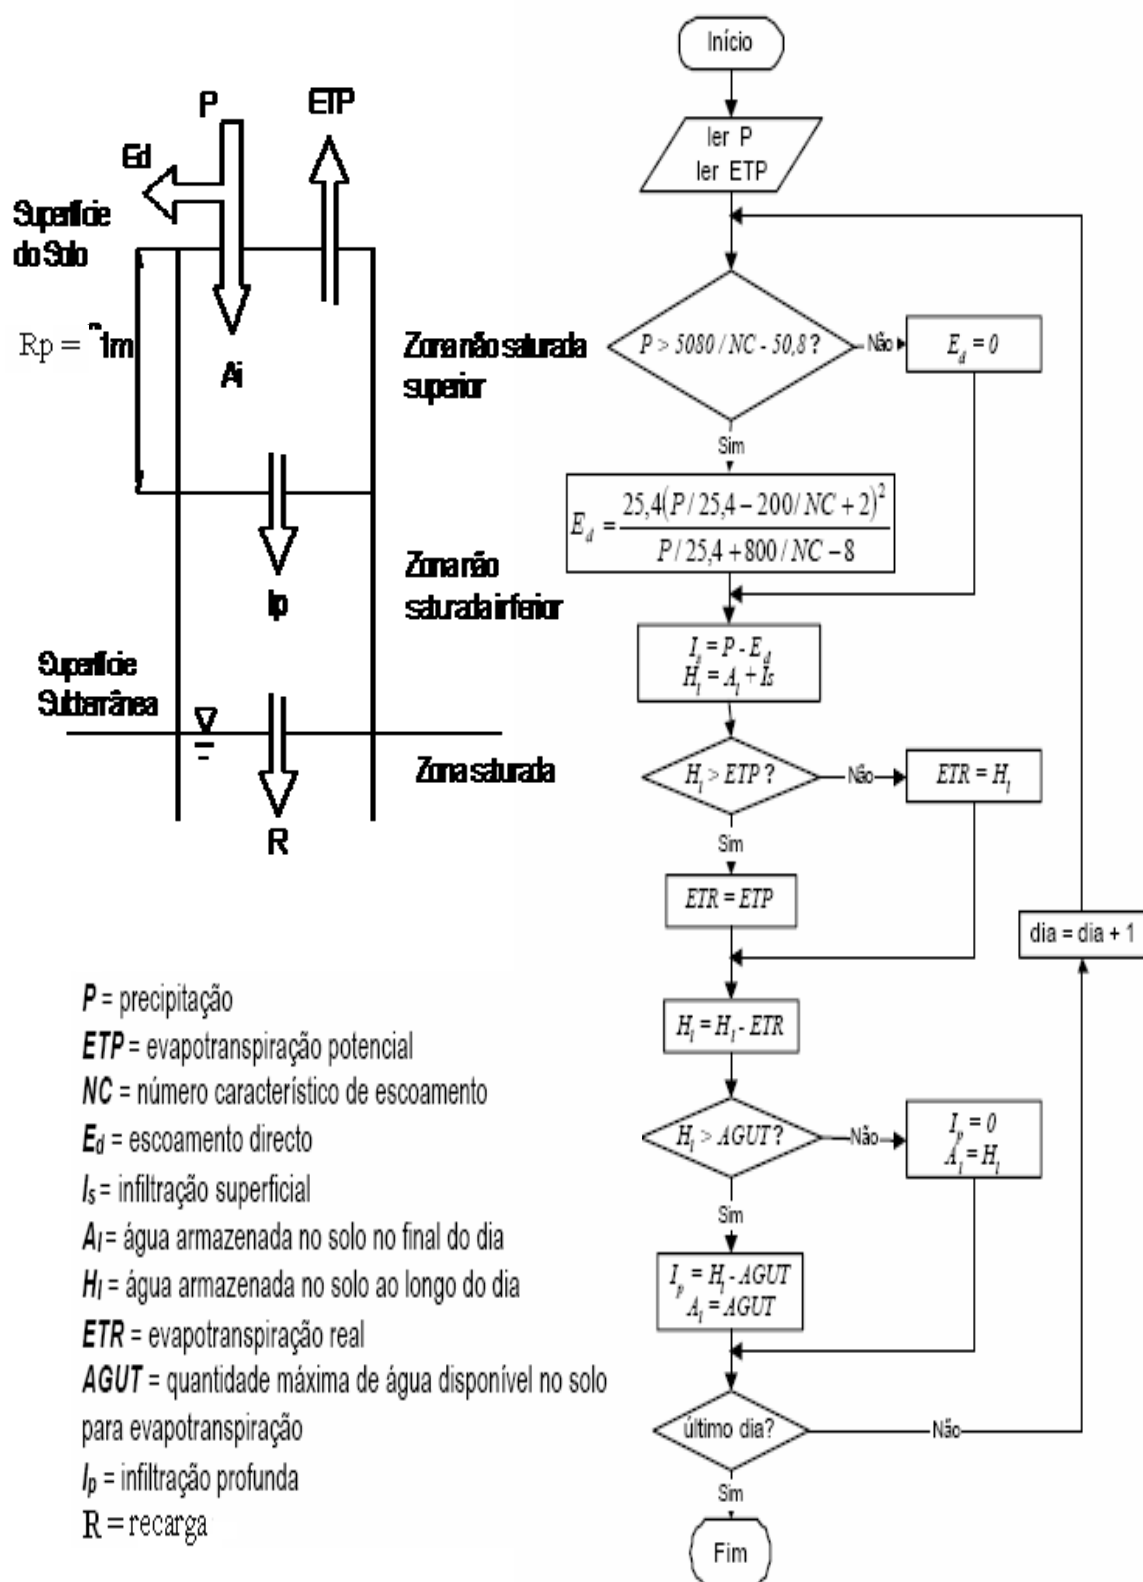 P
ETP
Ed
Superfície
do Solo
Rp = ~1m
Ai
Zona não saturada
superior
Ip
Zona não
saturada inferior
Superfície
Subterrânea
Zona saturada
R
P = precipitação
ETP = evapotranspiração potencial
NC = número característico de escoamento
E_d = escoamento directo
I_s = infiltração superficial
A_l = água armazenada no solo no final do dia
H_l = água armazenada no solo ao longo do dia
ETR = evapotranspiração real
AGUT = quantidade máxima de água disponível no solo
para evapotranspiração
I_p = infiltração profunda
R = recarga
Início
ler P
ler ETP
P > 5080 / NC - 50,8 ?
Não
E_d = 0
Sim
E_d = 25,4(P / 25,4 − 200 / NC + 2)² / (P / 25,4 + 800 / NC − 8)
I_s = P - E_d
H_l = A_l + Is
H_l > ETP ?
Não
ETR = H_l
Sim
ETR = ETP
dia = dia + 1
H_l = H_l - ETR
H_l > AGUT ?
Não
I_p = 0
A_l = H_l
Sim
I_p = H_l - AGUT
A_l = AGUT
último dia?
Não
Sim
Fim